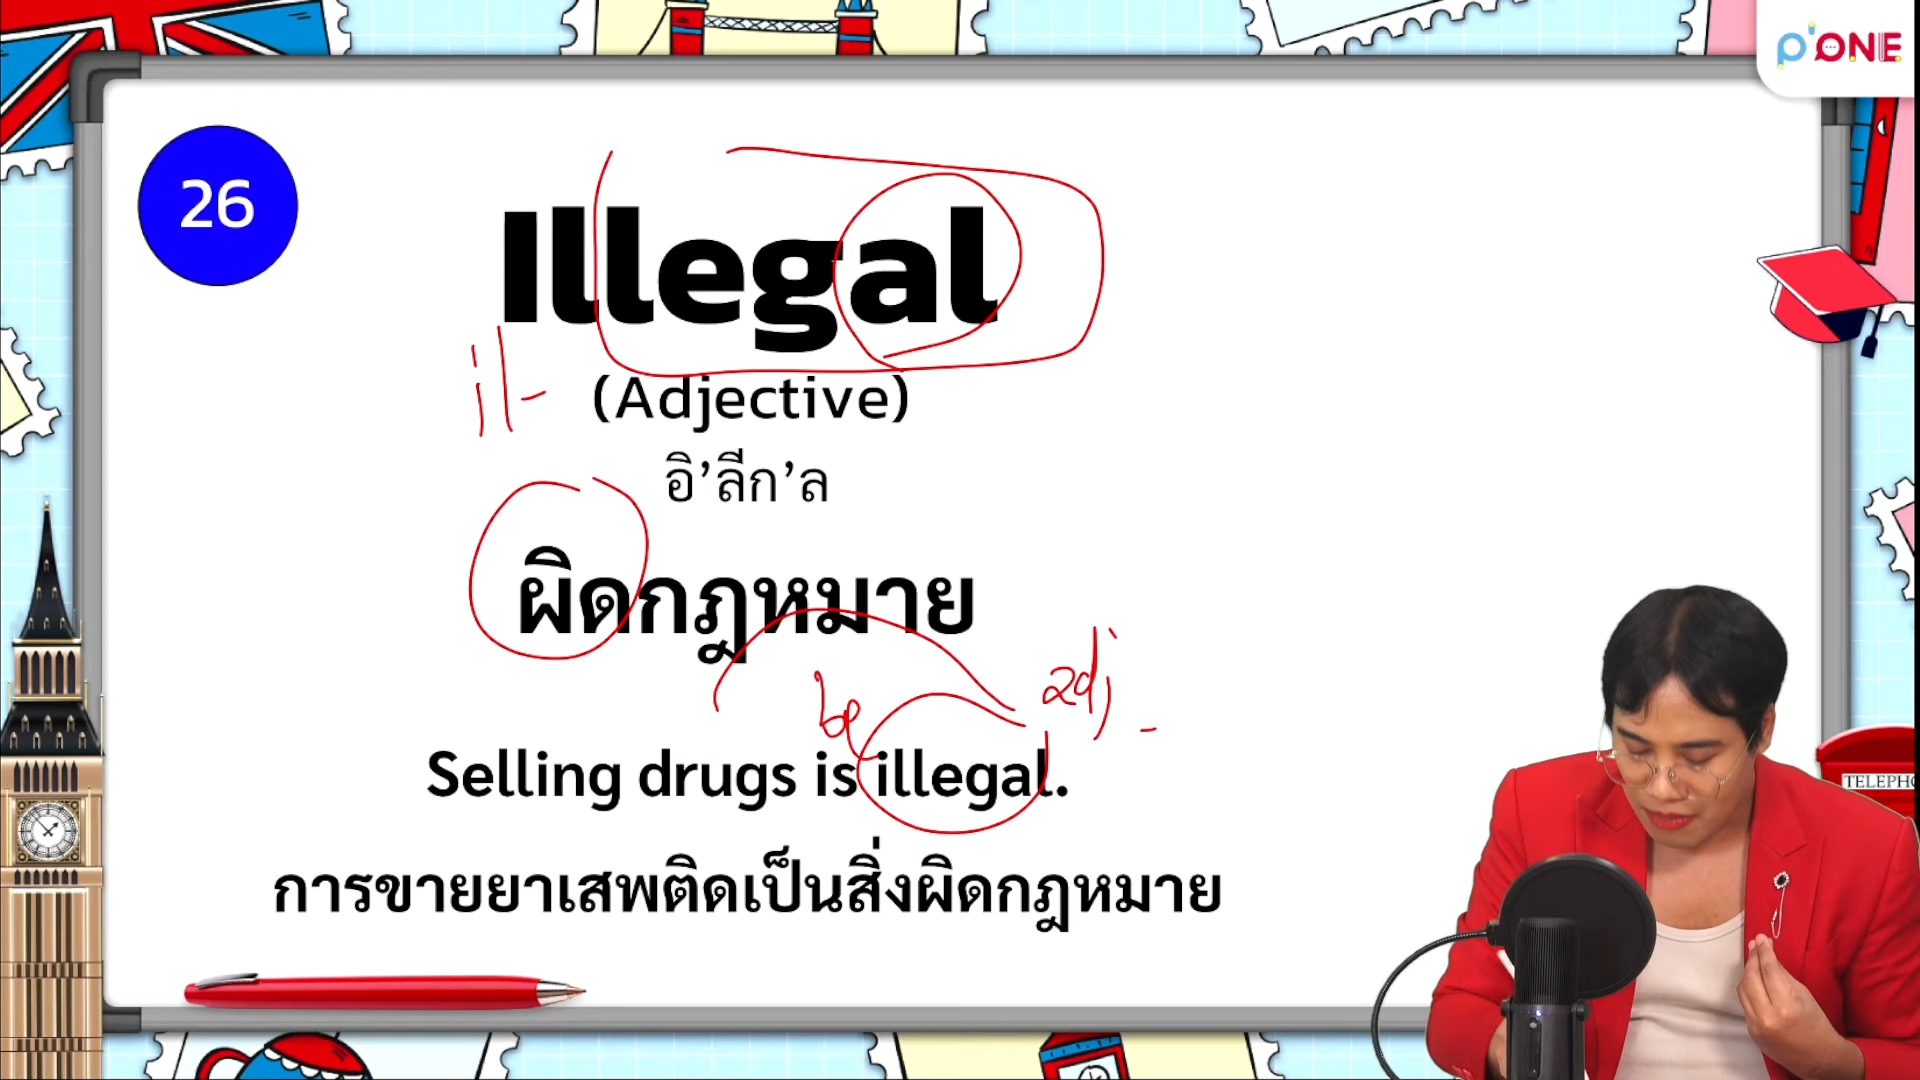 P'ONE
26
Illegal
il-
(Adjective)
อิ'ลีก'ล
ผิดกฎหมาย
be adj -
Selling drugs is illegal.
TELEPHO
การขายยาเสพติดเป็นสิ่งผิดกฎหมาย